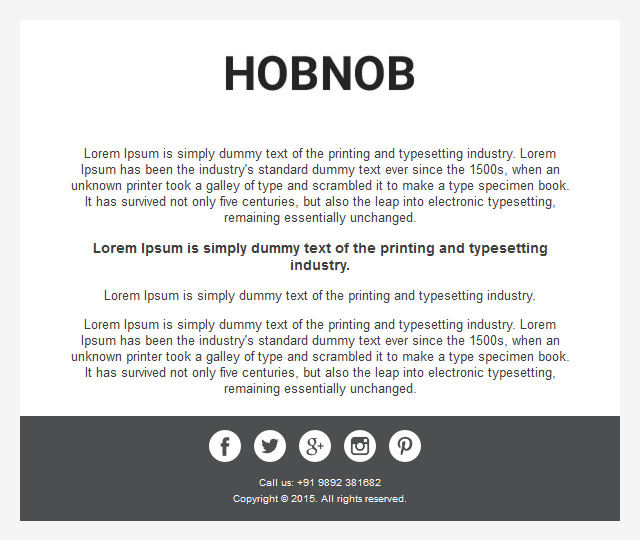 HOBNOB
Lorem Ipsum is simply dummy text of the printing and typesetting industry. Lorem
Ipsum has been the industry's standard dummy text ever since the 1500s, when an
unknown printer took a galley of type and scrambled it to make a type specimen book.
It has survived not only five centuries, but also the leap into electronic typesetting,
remaining essentially unchanged.
Lorem Ipsum is simply dummy text of the printing and typesetting
industry.
Lorem Ipsum is simply dummy text of the printing and typesetting industry.
Lorem Ipsum is simply dummy text of the printing and typesetting industry. Lorem
Ipsum has been the industry's standard dummy text ever since the 1500s, when an
unknown printer took a galley of type and scrambled it to make a type specimen book.
It has survived not only five centuries, but also the leap into electronic typesetting,
remaining essentially unchanged.
Call us: +91 9892 381682
Copyright © 2015. All rights reserved.